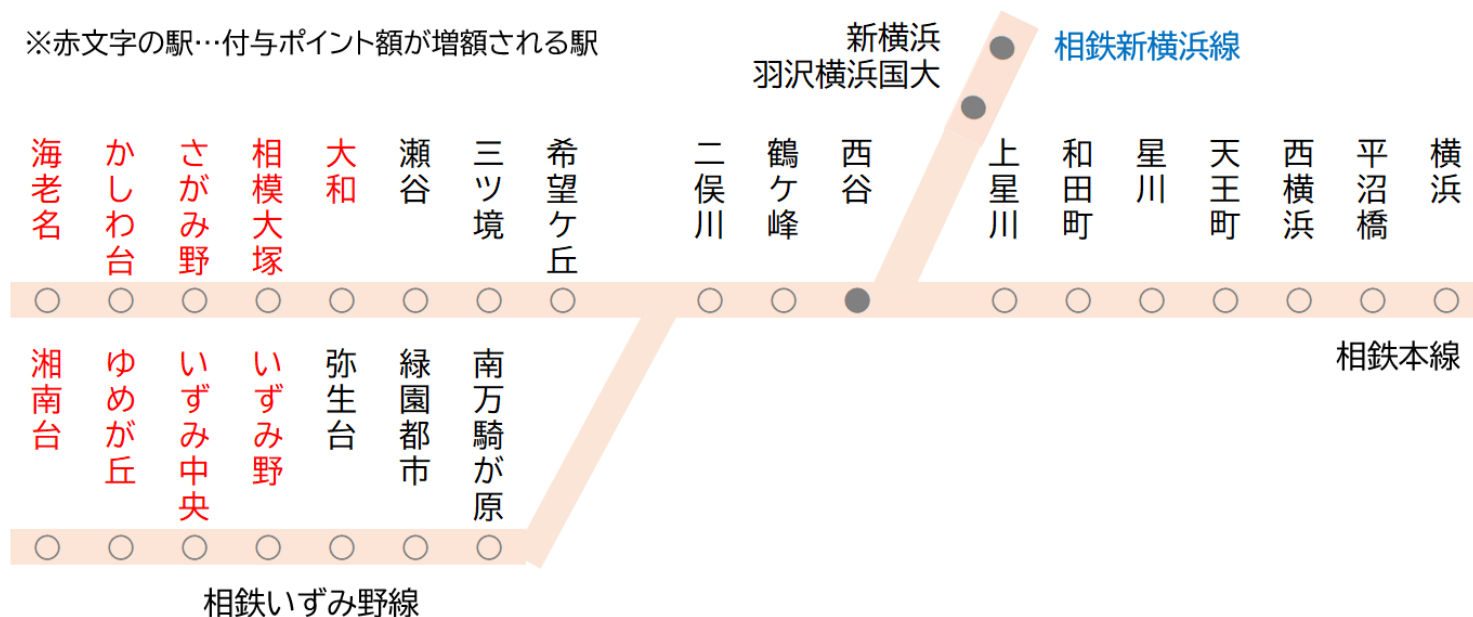 ※赤文字の駅…付与ポイント額が増額される駅
新横浜
羽沢横浜国大
相鉄新横浜線
海老名
かしわ台
さがみ野
相模大塚
大和
瀬谷
三ツ境
希望ケ丘
二俣川
鶴ケ峰
西谷
上星川
和田町
星川
天王町
西横浜
平沼橋
横浜
相鉄本線
湘南台
ゆめが丘
いずみ中央
いずみ野
弥生台
緑園都市
南万騎が原
相鉄いずみ野線